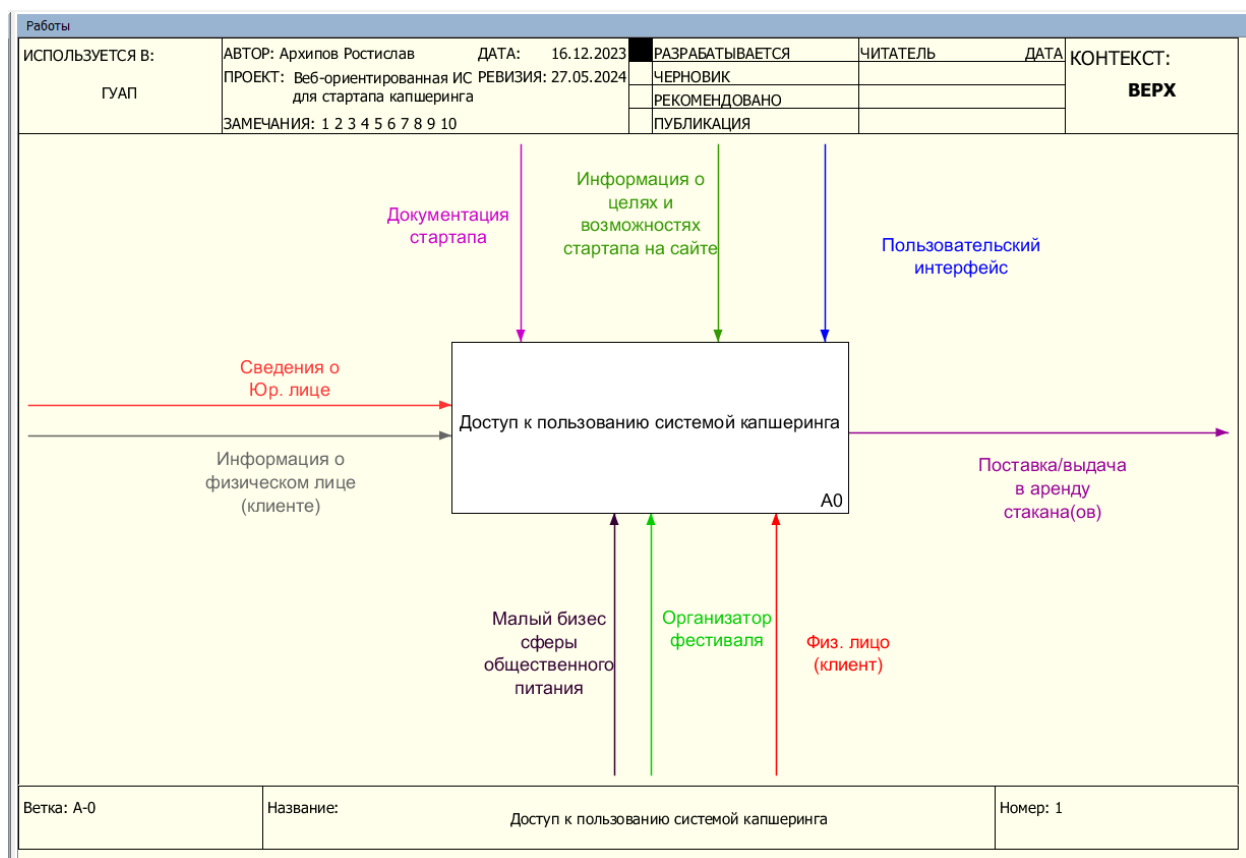 Работы
ИСПОЛЬЗУЕТСЯ В:
ГУАП
АВТОР: Архипов Ростислав ДАТА: 16.12.2023
ПРОЕКТ: Веб-ориентированная ИС РЕВИЗИЯ: 27.05.2024
для стартапа капшеринга
ЗАМЕЧАНИЯ: 1 2 3 4 5 6 7 8 9 10
РАЗРАБАТЫВАЕТСЯ
ЧЕРНОВИК
РЕКОМЕНДОВАНО
ПУБЛИКАЦИЯ
ЧИТАТЕЛЬ ДАТА
КОНТЕКСТ:
ВЕРХ
Документация
стартапа
Информация о
целях и
возможностях
стартапа на сайте
Пользовательский
интерфейс
Сведения о
Юр. лице
Информация о
физическом лице
(клиенте)
Доступ к пользованию системой капшеринга
A0
Поставка/выдача
в аренду
стакана(ов)
Малый бизес
сферы
общественного
питания
Организатор
фестиваля
Физ. лицо
(клиент)
Ветка: A-0
Название:
Доступ к пользованию системой капшеринга
Номер: 1